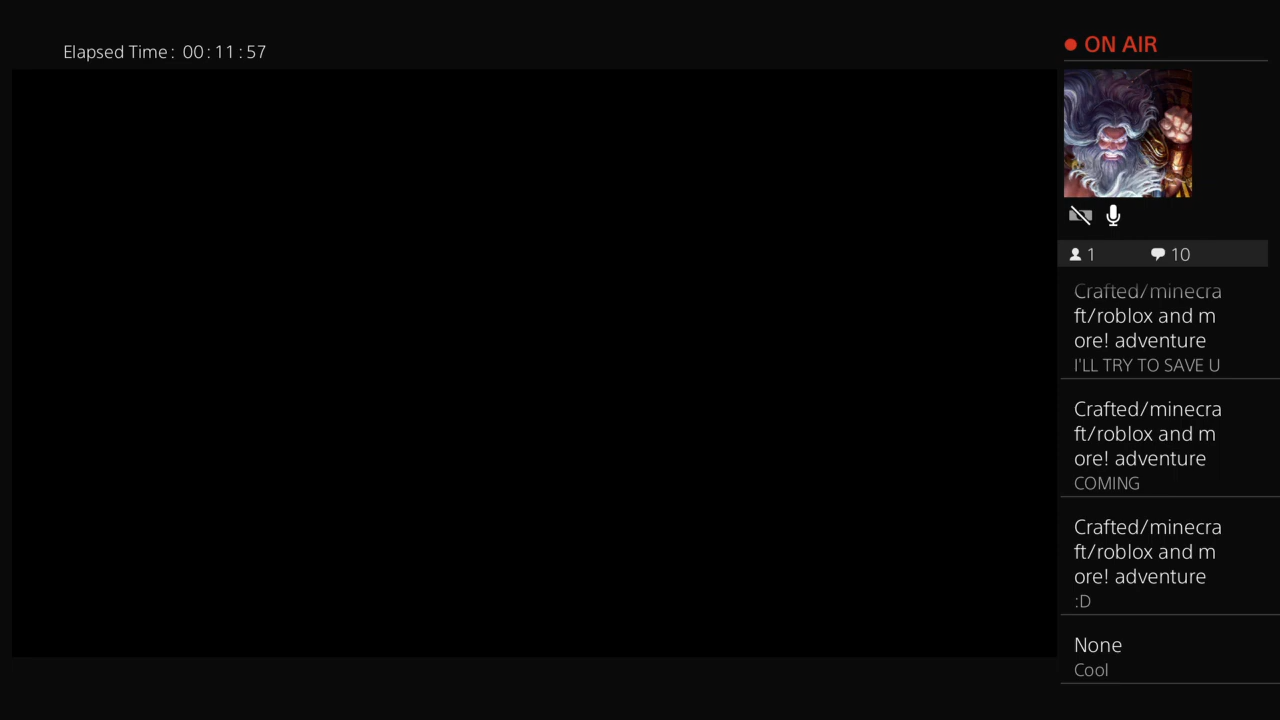 Elapsed Time: 00:11:57
ON AIR
1 10
Crafted/minecra
ft/roblox and m
ore! adventure
I'LL TRY TO SAVE U
Crafted/minecra
ft/roblox and m
ore! adventure
COMING
Crafted/minecra
ft/roblox and m
ore! adventure
:D
None
Cool